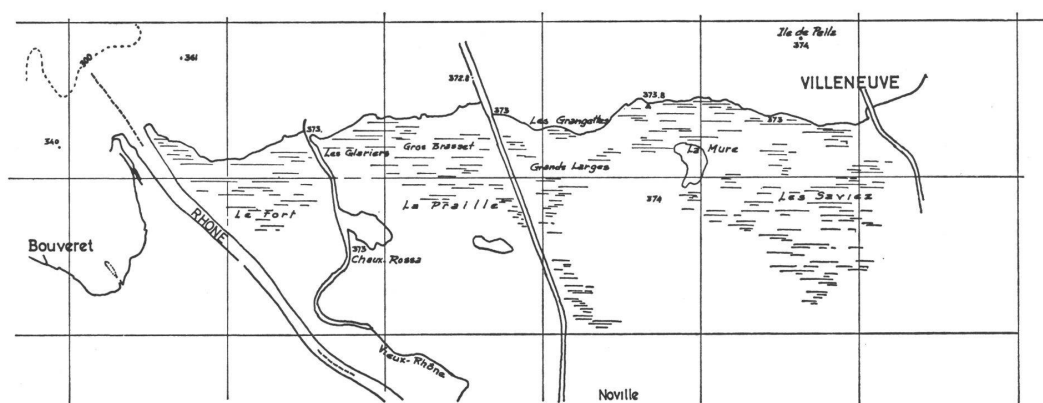 Ile de Peilz
374
300
361
372.8
VILLENEUVE
340
373.
373
373.8
373
Les Grangettes
Les Glariers
Gros Brasset
La Mure
Grands Larges
Le Fort
La Praille
374
Les Saviez
RHONE
Bouveret
373
Chaux-Rossa
Vieux-Rhône
Noville